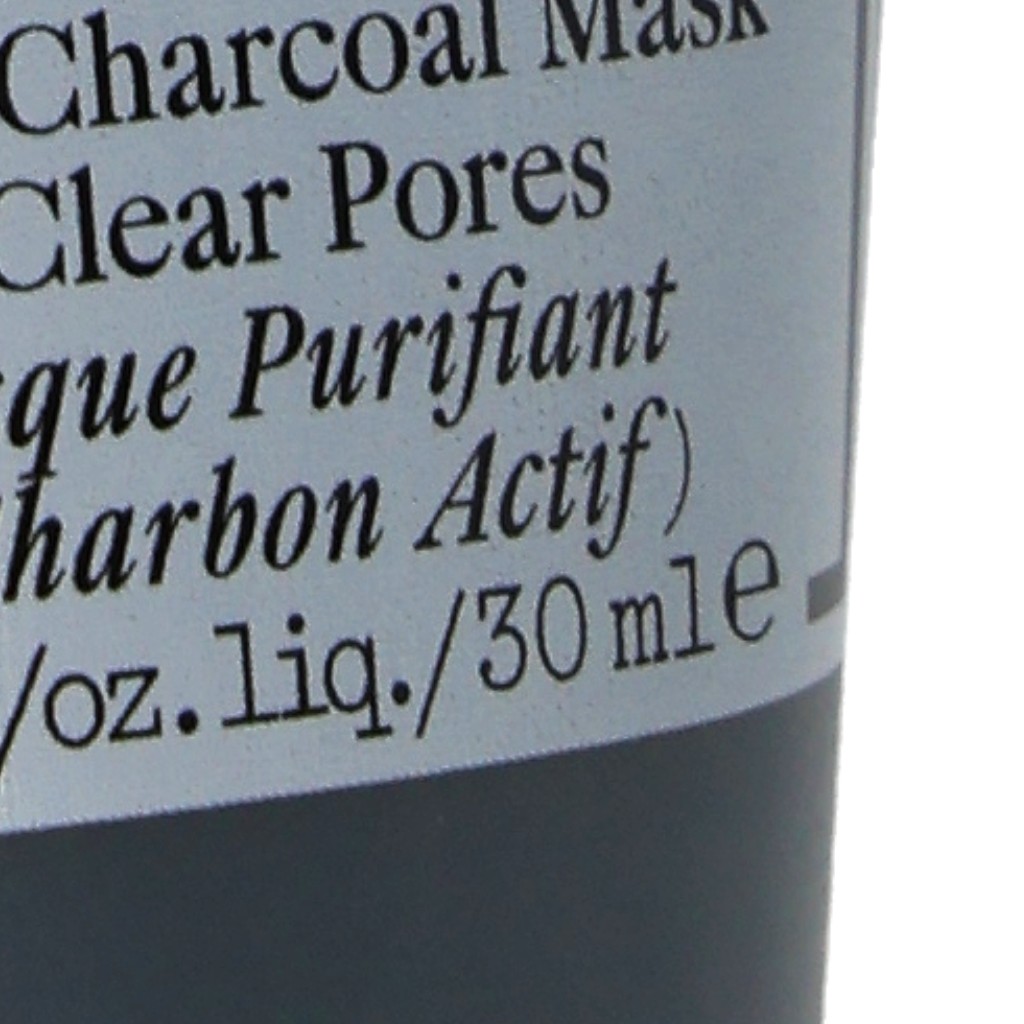 Charcoal Mask
Clear Pores
que Purifiant
harbon Actif)
/oz.liq./30 ml e